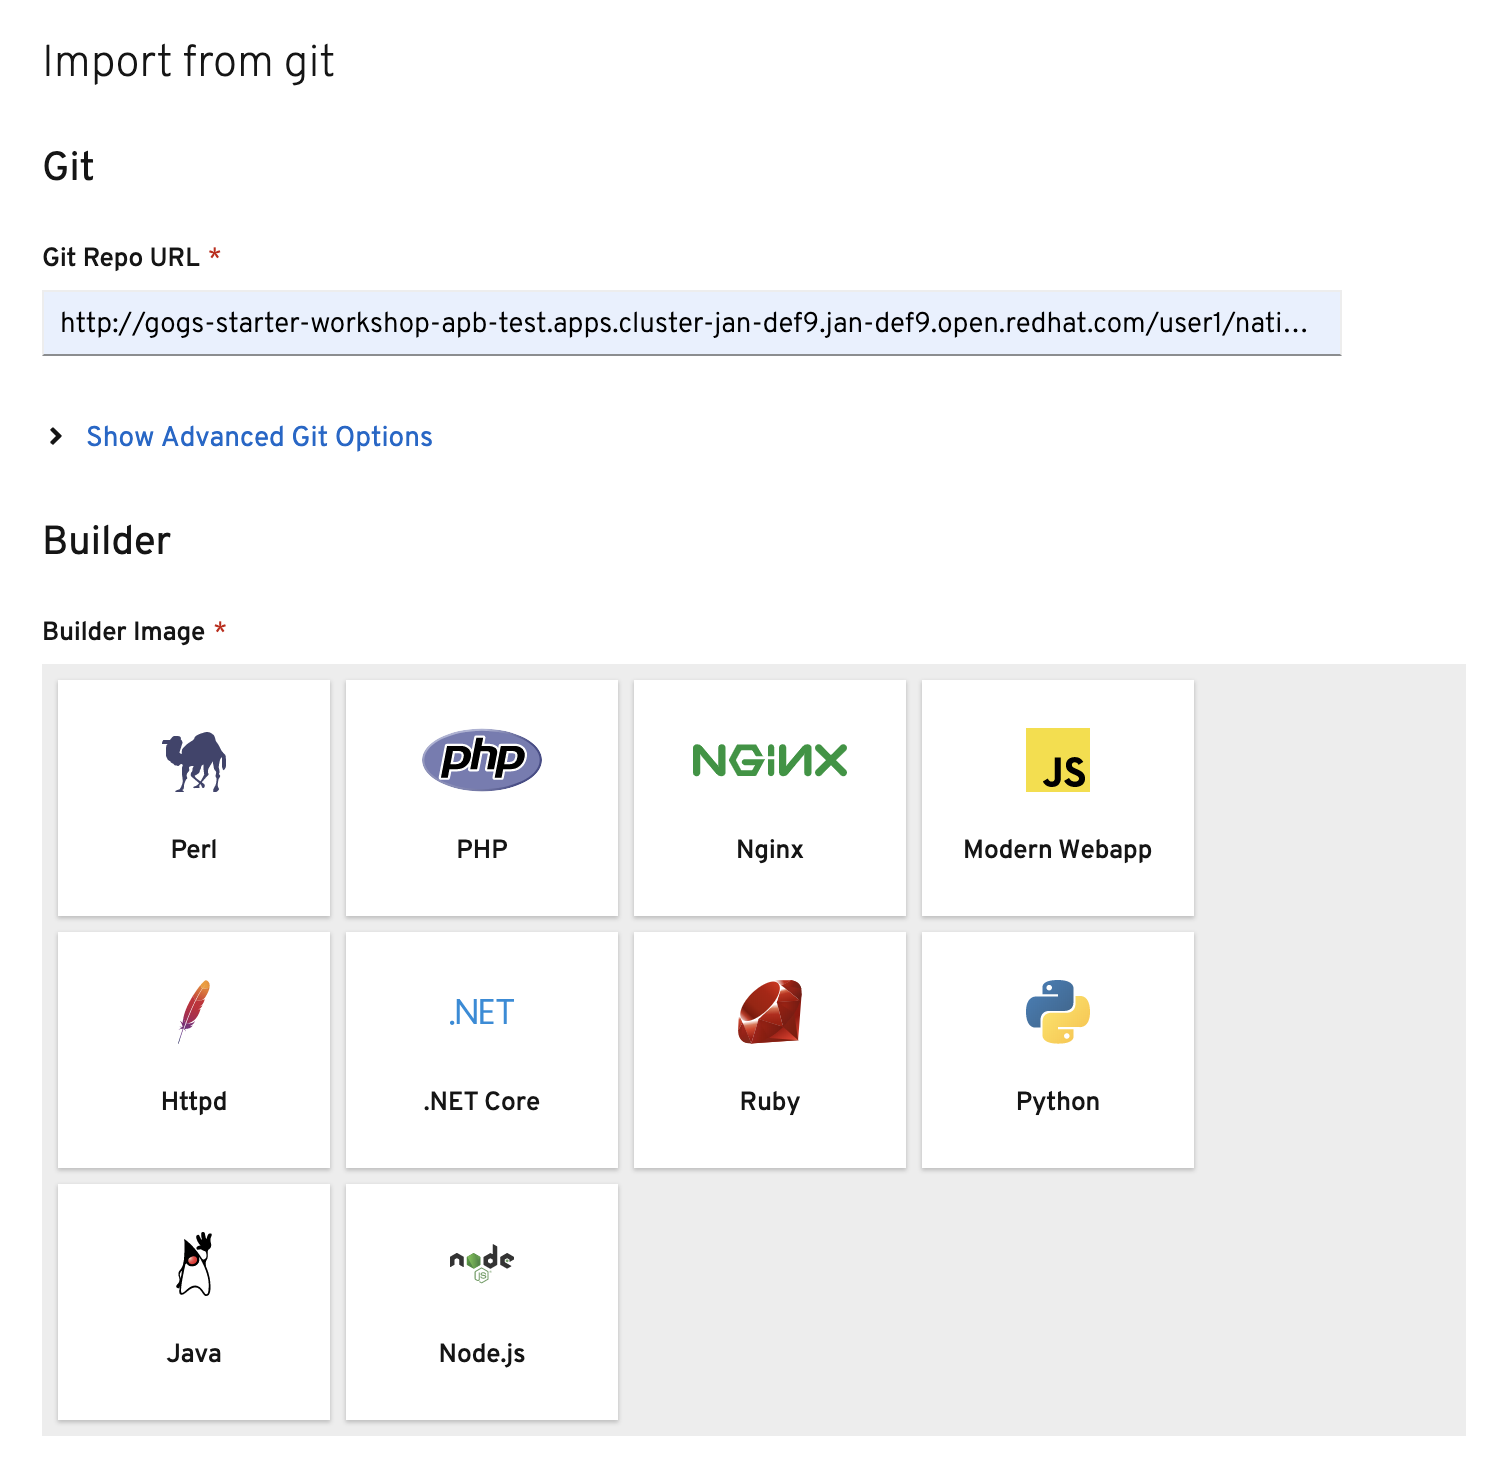 Import from git
Git
Git Repo URL *
http://gogs-starter-workshop-apb-test.apps.cluster-jan-def9.jan-def9.open.redhat.com/user1/nati...
Show Advanced Git Options
Builder
Builder Image *
php
NGiNX
JS
Perl
PHP
Nginx
Modern Webapp
.NET
Httpd
.NET Core
Ruby
Python
node
JS
Java
Node.js